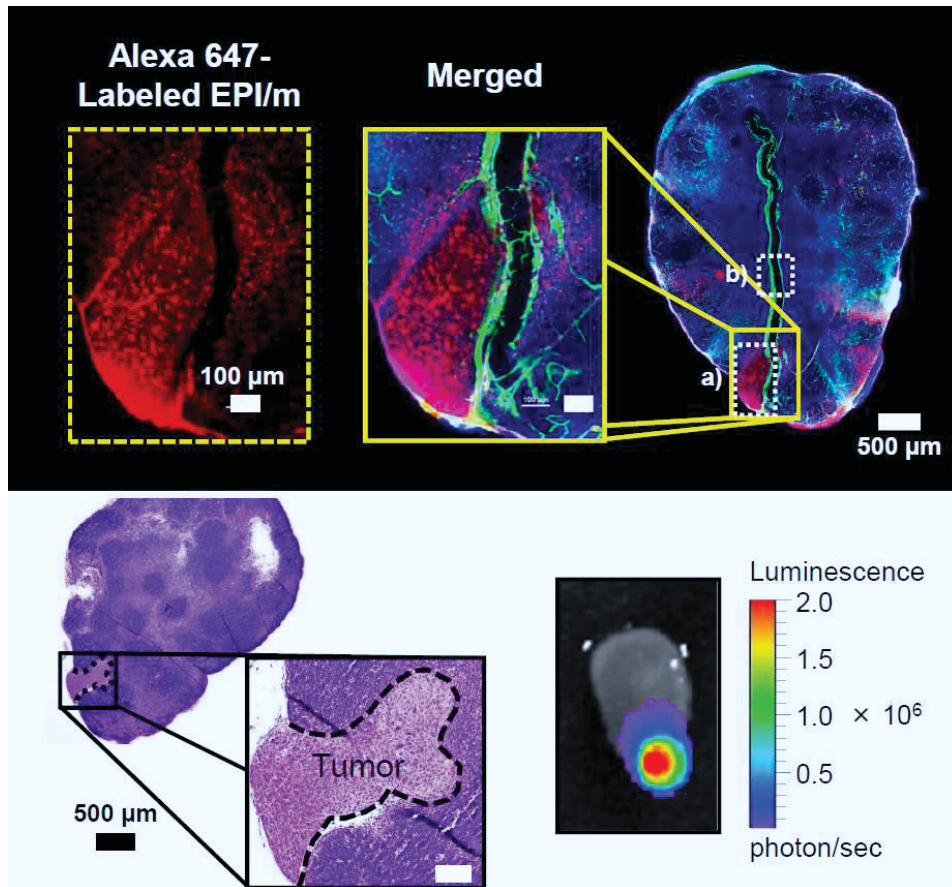 Alexa 647-
Labeled EPI/m
Merged
100 µm
100 µm
b)
a)
500 µm
500 µm
Tumor
Luminescence
2.0
1.5
1.0
× 10⁶
0.5
photon/sec